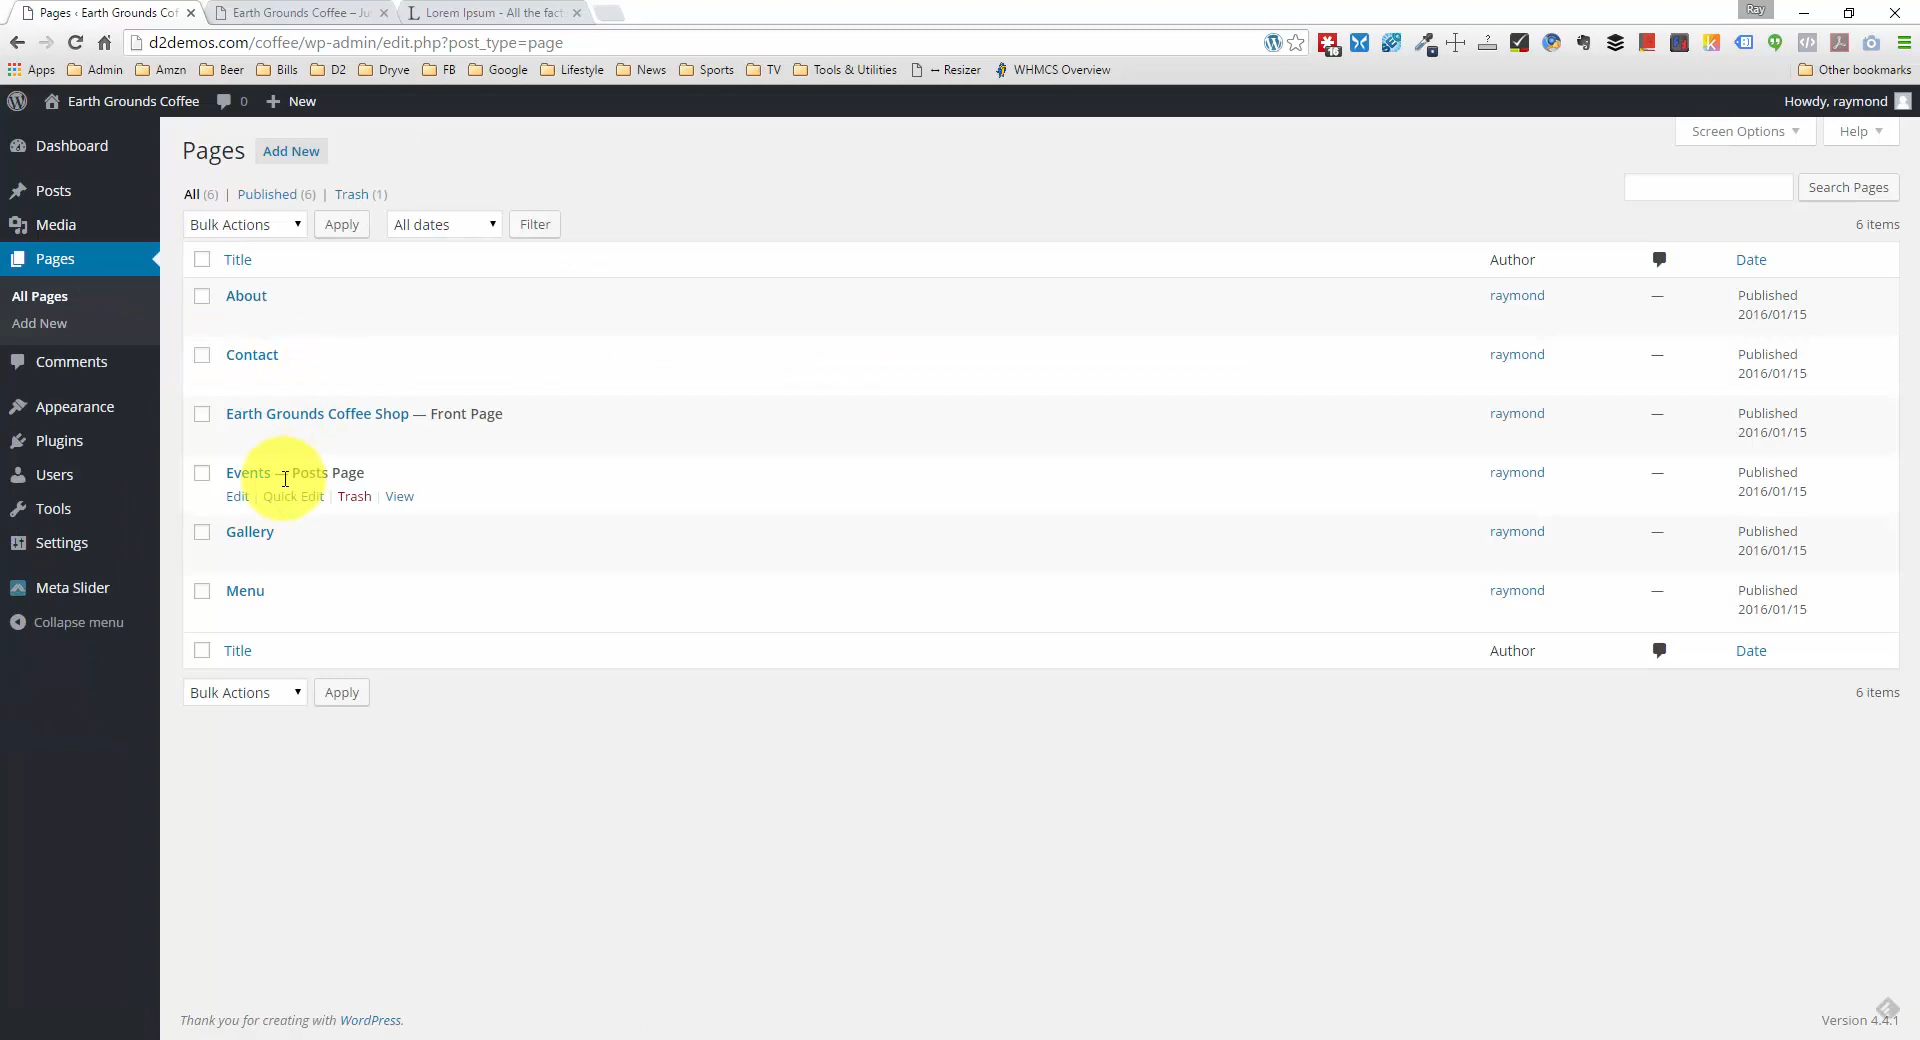 Pages ‹ Earth Grounds Cof
Earth Grounds Coffee – Ju
Lorem Ipsum - All the fact
Ray
d2demos.com/coffee/wp-admin/edit.php?post_type=page
16
Apps Admin Amzn Beer Bills D2 Dryve FB Google Lifestyle News Sports TV Tools & Utilities -- Resizer WHMCS Overview Other bookmarks
Earth Grounds Coffee 0 + New Howdy, raymond
Screen Options Help
Dashboard
Posts
Media
Pages
All Pages
Add New
Comments
Appearance
Plugins
Users
Tools
Settings
Meta Slider
Collapse menu
Pages Add New
All (6) | Published (6) | Trash (1)
Search Pages
Bulk Actions Apply All dates Filter 6 items
Title Author Date
About raymond — Published
2016/01/15
Contact raymond — Published
2016/01/15
Earth Grounds Coffee Shop — Front Page raymond — Published
2016/01/15
Events — Posts Page raymond — Published
2016/01/15
Edit | Quick Edit | Trash | View
Gallery raymond — Published
2016/01/15
Menu raymond — Published
2016/01/15
Title Author Date
Bulk Actions Apply 6 items
Thank you for creating with WordPress.
Version 4.4.1